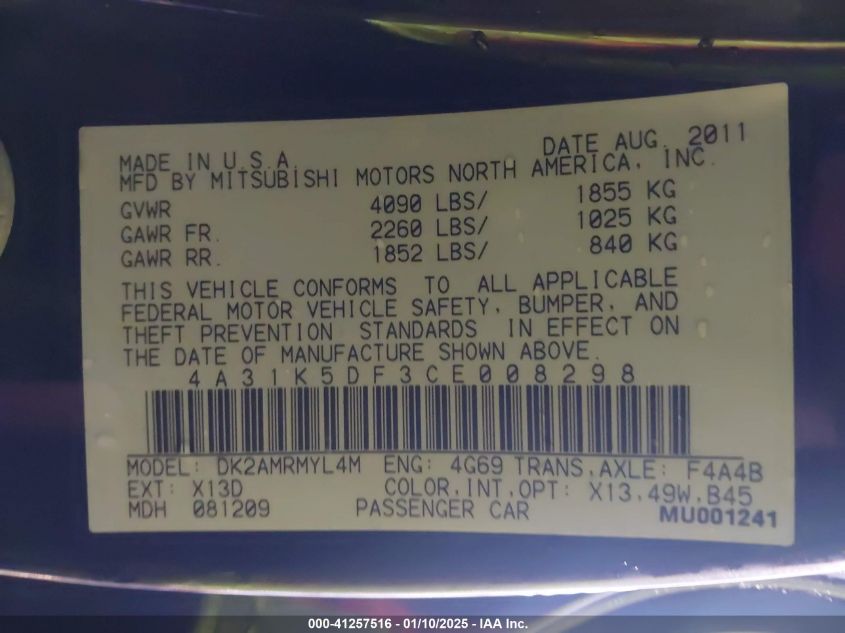 DATE AUG. 2011
MADE IN U.S.A.
MFD BY MITSUBISHI MOTORS NORTH AMERICA, INC.
GVWR 4090 LBS/ 1855 KG
GAWR FR. 2260 LBS/ 1025 KG
GAWR RR. 1852 LBS/ 840 KG
THIS VEHICLE CONFORMS TO ALL APPLICABLE
FEDERAL MOTOR VEHICLE SAFETY, BUMPER, AND
THEFT PREVENTION STANDARDS IN EFFECT ON
THE DATE OF MANUFACTURE SHOWN ABOVE.
4A31K5DF3CE008298
MODEL: DK2AMRMYL4M ENG: 4G69 TRANS,AXLE: F4A4B
EXT: X13D COLOR,INT,OPT: X13,49W,B45
MDH 081209 PASSENGER CAR MU001241
000-41257516 - 01/10/2025 - IAA Inc.